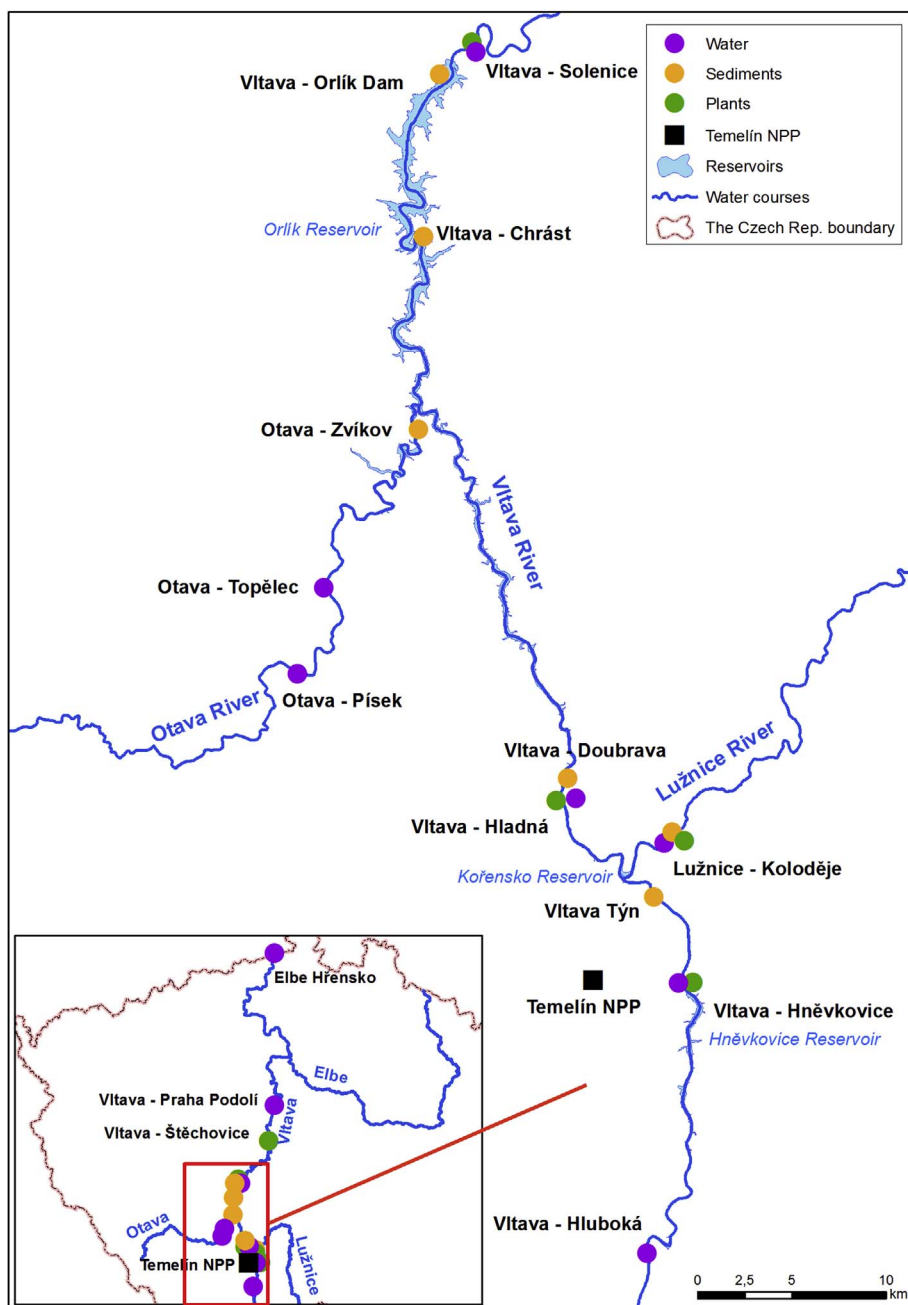 Vltava - Orlík Dam
Vltava - Solenice
Water
Sediments
Plants
Temelín NPP
Reservoirs
Water courses
The Czech Rep. boundary
Orlík Reservoir
Vltava - Chrást
Otava - Zvíkov
Vltava River
Otava - Topělec
Otava River
Otava - Písek
Vltava - Doubrava
Lužnice River
Vltava - Hladná
Lužnice - Koloděje
Kořensko Reservoir
Vltava Týn
Temelín NPP
Vltava - Hněvkovice
Hněvkovice Reservoir
Vltava - Hluboká
0 2,5 5 10
km
Elbe Hřensko
Elbe
Vltava - Praha Podolí
Vltava
Vltava - Štěchovice
Otava
Temelín NPP
Lužnice